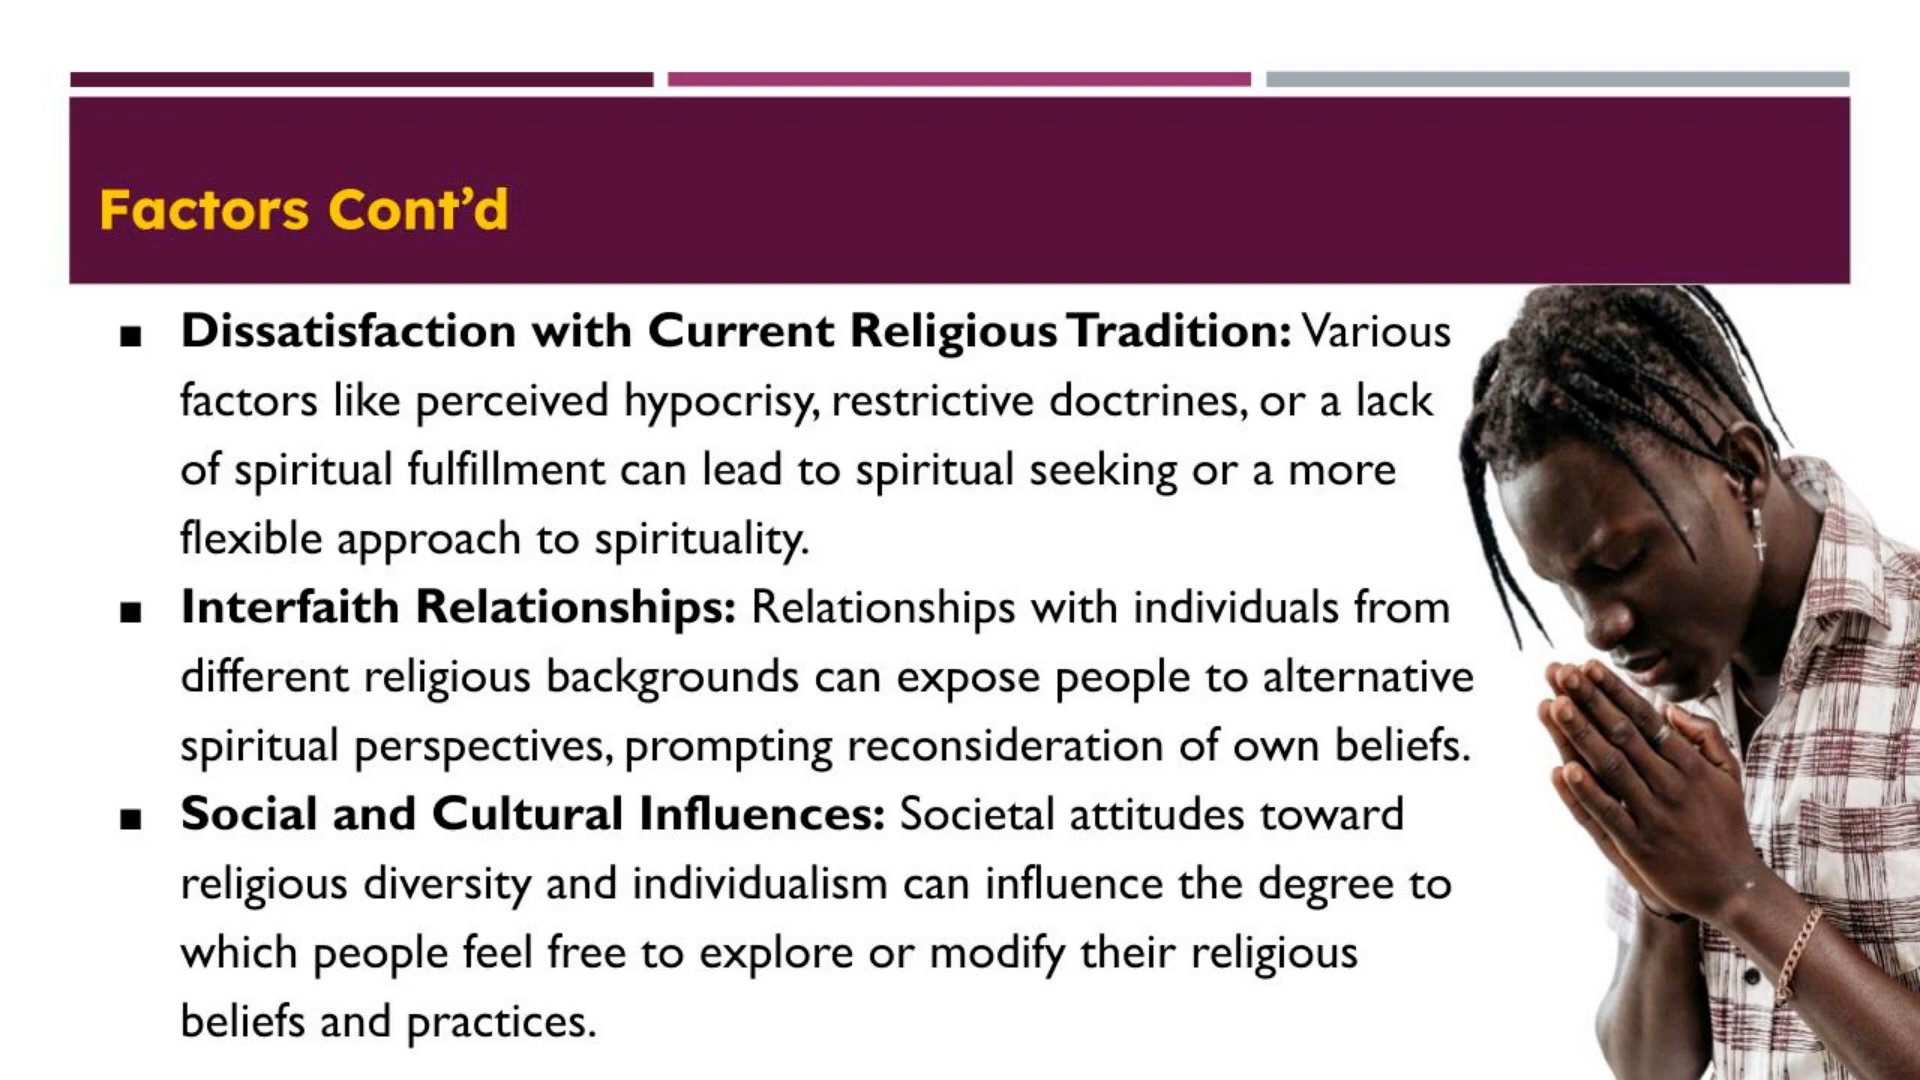 Factors Cont’d
▪ Dissatisfaction with Current Religious Tradition: Various
factors like perceived hypocrisy, restrictive doctrines, or a lack
of spiritual fulfillment can lead to spiritual seeking or a more
flexible approach to spirituality.
▪ Interfaith Relationships: Relationships with individuals from
different religious backgrounds can expose people to alternative
spiritual perspectives, prompting reconsideration of own beliefs.
▪ Social and Cultural Influences: Societal attitudes toward
religious diversity and individualism can influence the degree to
which people feel free to explore or modify their religious
beliefs and practices.